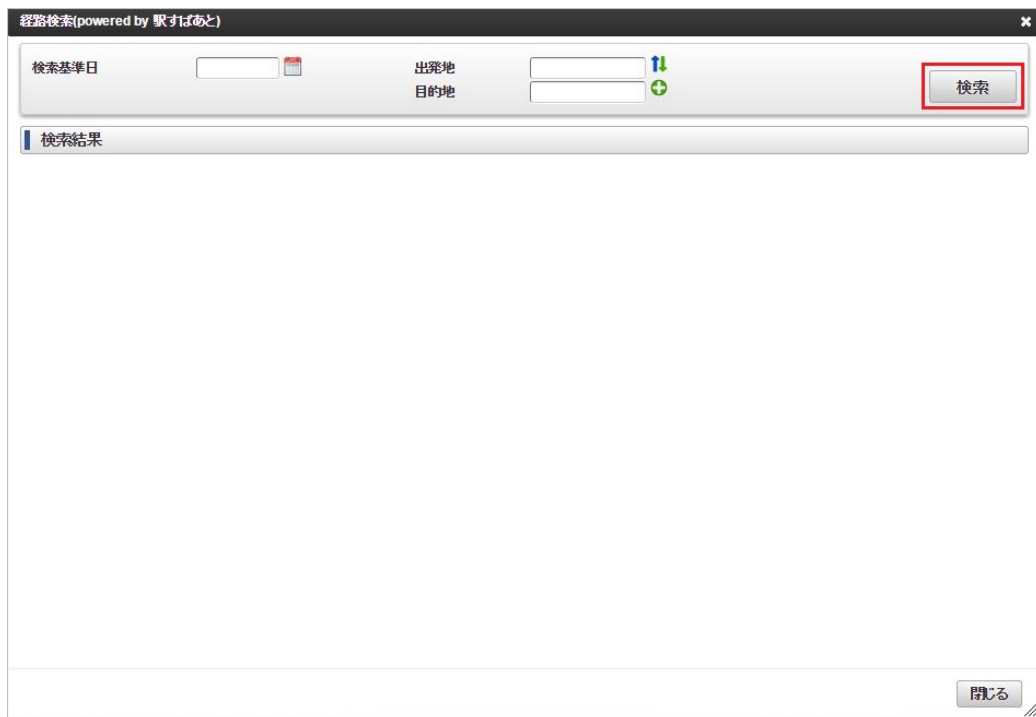 経路検索(powered by 駅すぱあと)
検索基準日
出発地
目的地
検索
検索結果
閉じる